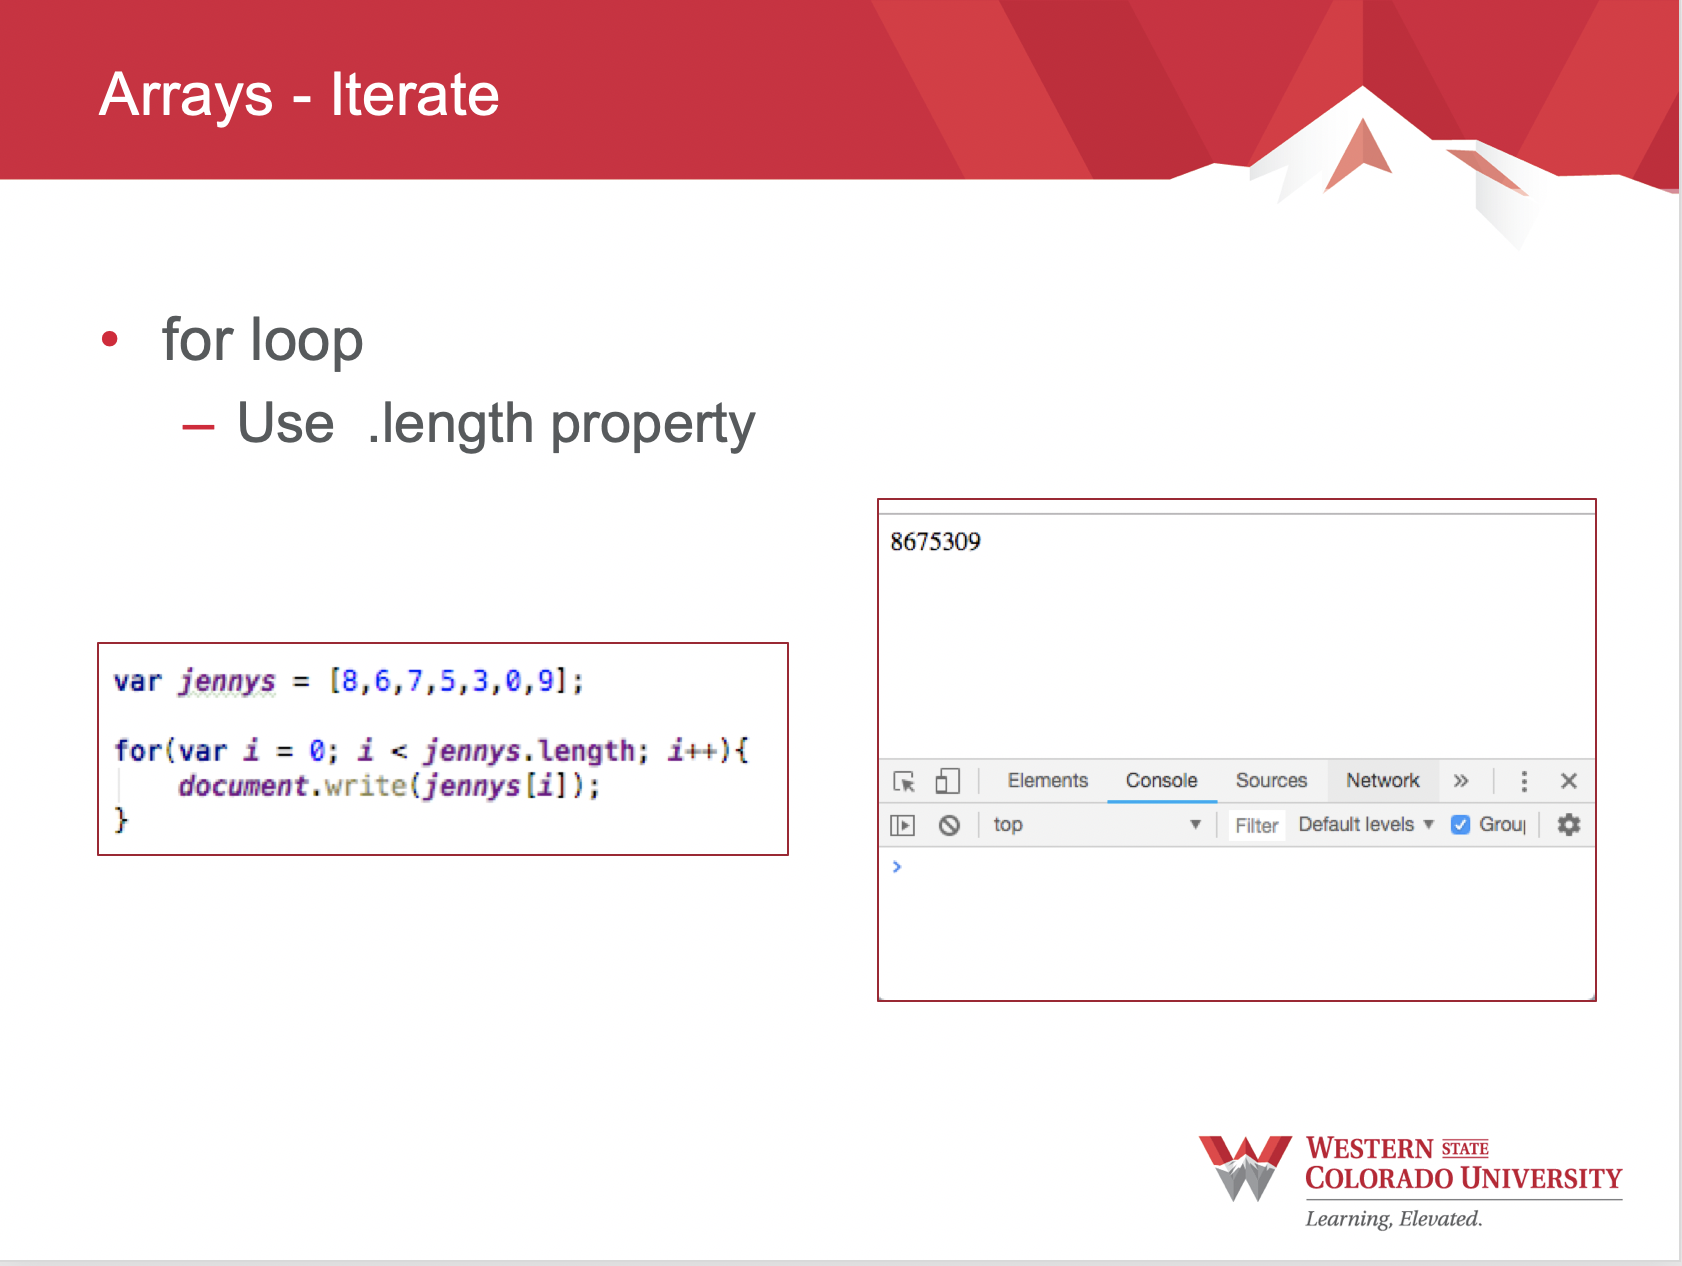 Arrays - Iterate
• for loop
– Use  .length property
var jennys = [8,6,7,5,3,0,9];
for(var i = 0; i < jennys.length; i++){
    document.write(jennys[i]);
}
8675309
Elements Console Sources Network »
top ▼ Filter Default levels ▼ Group
>
WESTERN STATE
COLORADO UNIVERSITY
Learning, Elevated.